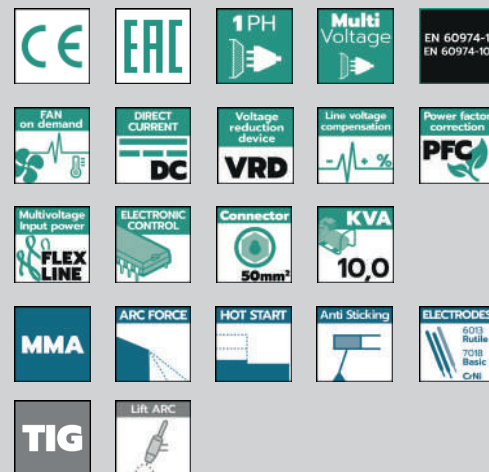 CE
EAC
1 PH
Multi
Voltage
EN 60974-1
EN 60974-10
FAN
on demand
DIRECT
CURRENT
DC
Voltage
reduction
device
VRD
Line voltage
compensation
- + %
Power factor
correction
PFC
Multivoltage
Input power
FLEX
LINE
ELECTRONIC
CONTROL
Connector
50mm²
KVA
10,0
MMA
ARC FORCE
HOT START
Anti Sticking
ELECTRODES
6013
Rutile
7018
Basic
CrNi
TIG
Lift ARC